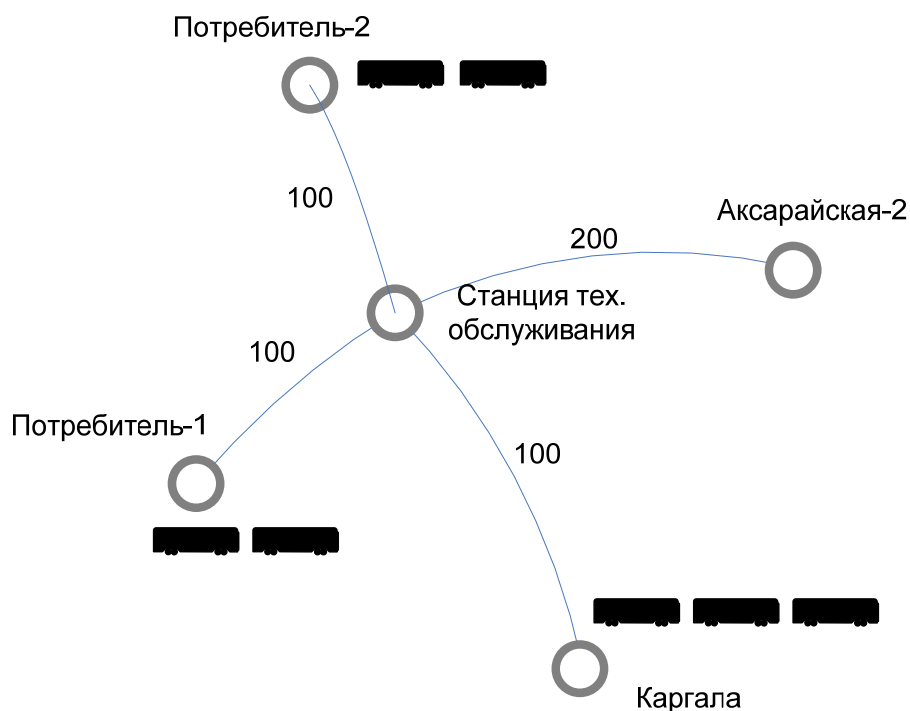 Потребитель-2
100
Аксарайская-2
200
Станция тех.
обслуживания
100
Потребитель-1
100
Каргала